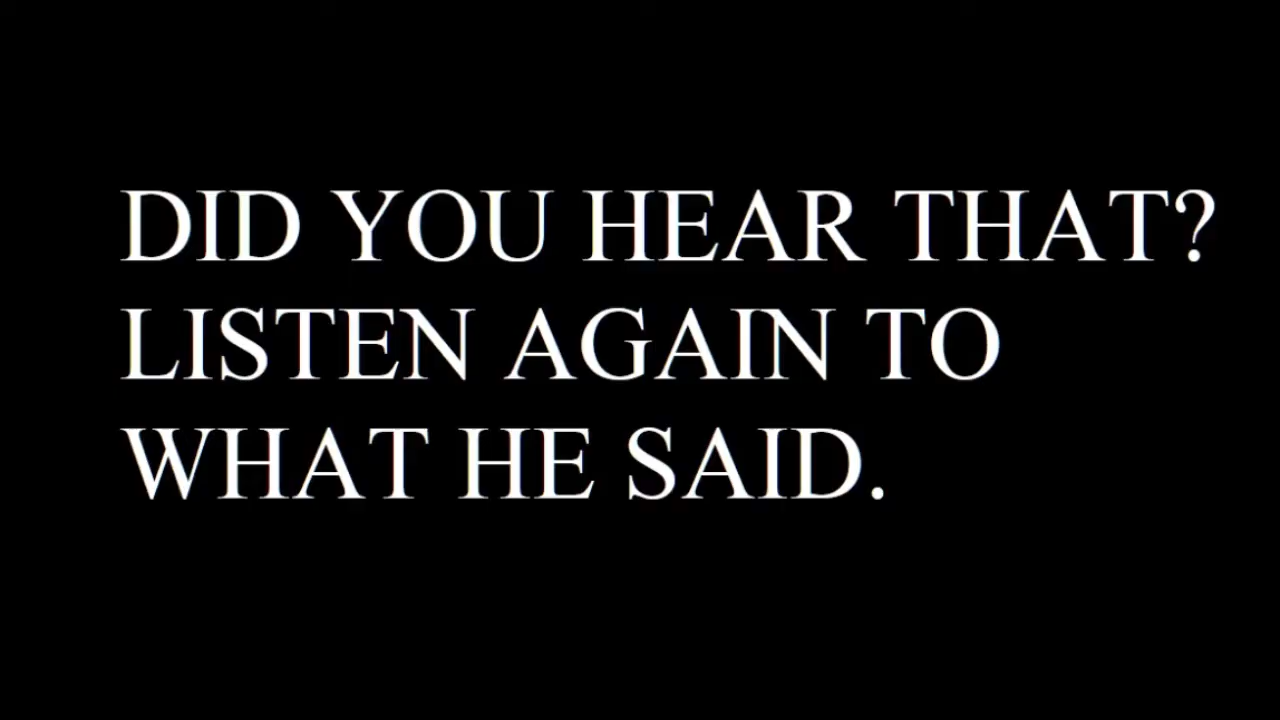 DID YOU HEAR THAT?
LISTEN AGAIN TO
WHAT HE SAID.